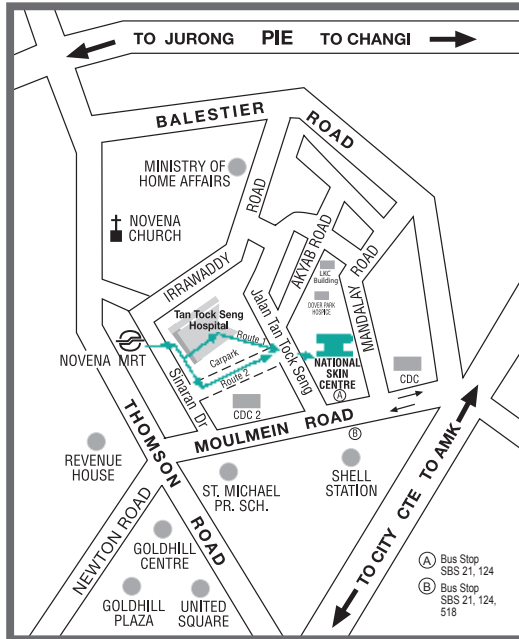 TO JURONG PIE TO CHANGI
BALESTIER ROAD
MINISTRY OF
HOME AFFAIRS
NOVENA
CHURCH
IRRAWADDY ROAD
AKYAB ROAD
LKC
Building
DOVER PARK
HOSPICE
MANDALAY ROAD
Tan Tock Seng
Hospital
Jalan Tan Tock Seng
Route 1
Carpark
Route 2
NOVENA MRT
Sinaran Dr
NATIONAL
SKIN
CENTRE
A
CDC
CDC 2
MOULMEIN ROAD
B
THOMSON ROAD
REVENUE
HOUSE
ST. MICHAEL
PR. SCH.
SHELL
STATION
NEWTON ROAD
GOLDHILL
CENTRE
GOLDHILL
PLAZA
UNITED
SQUARE
TO CITY CTE TO AMK
A Bus Stop
SBS 21, 124
B Bus Stop
SBS 21, 124,
518